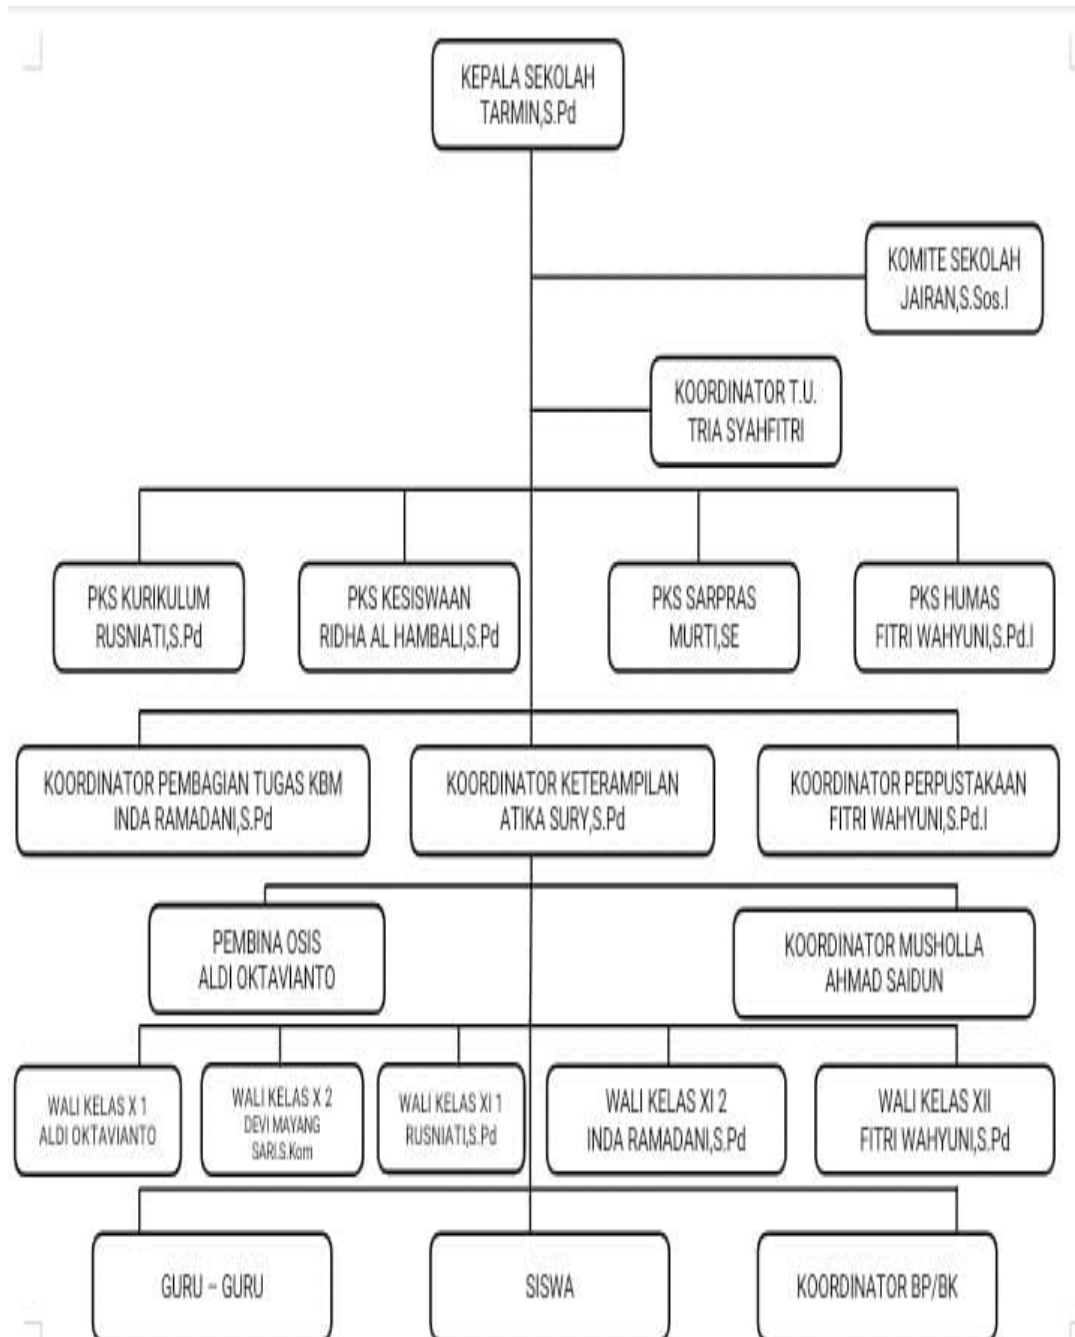 KEPALA SEKOLAH
TARMIN,S.Pd
KOMITE SEKOLAH
JAIRAN,S.Sos.I
KOORDINATOR T.U.
TRIA SYAHFITRI
PKS KURIKULUM
RUSNIATI,S.Pd
PKS KESISWAAN
RIDHA AL HAMBALI,S.Pd
PKS SARPRAS
MURTI,SE
PKS HUMAS
FITRI WAHYUNI,S.Pd.I
KOORDINATOR PEMBAGIAN TUGAS KBM
INDA RAMADANI,S.Pd
KOORDINATOR KETERAMPILAN
ATIKA SURY,S.Pd
KOORDINATOR PERPUSTAKAAN
FITRI WAHYUNI,S.Pd.I
PEMBINA OSIS
ALDI OKTAVIANTO
KOORDINATOR MUSHOLLA
AHMAD SAIDUN
WALI KELAS X 1
ALDI OKTAVIANTO
WALI KELAS X 2
DEVI MAYANG
SARI.S.Kom
WALI KELAS XI 1
RUSNIATI,S.Pd
WALI KELAS XI 2
INDA RAMADANI,S.Pd
WALI KELAS XII
FITRI WAHYUNI,S.Pd
GURU – GURU
SISWA
KOORDINATOR BP/BK